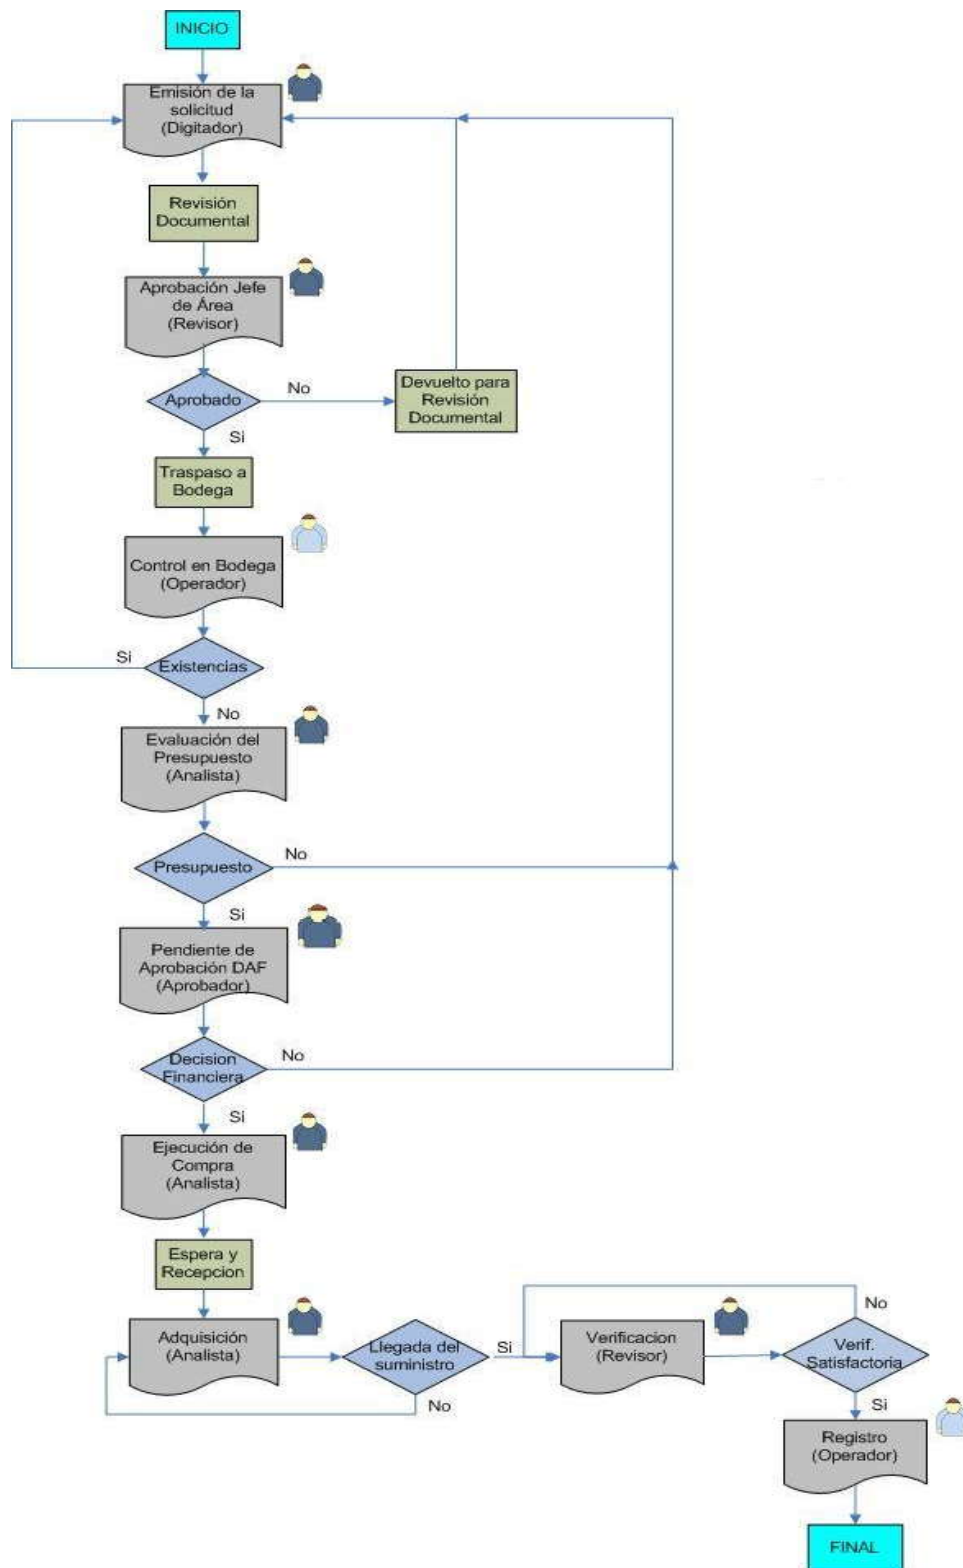 INICIO
Emisión de la
solicitud
(Digitador)
Revisión
Documental
Aprobación Jefe
de Área
(Revisor)
Aprobado
No
Devuelto para
Revisión
Documental
Si
Traspaso a
Bodega
Control en Bodega
(Operador)
Si
Existencias
No
Evaluación del
Presupuesto
(Analista)
Presupuesto
No
Si
Pendiente de
Aprobación DAF
(Aprobador)
Decision
Financiera
No
Si
Ejecución de
Compra
(Analista)
Espera y
Recepcion
Adquisición
(Analista)
Llegada del
suministro
Si
No
Verificacion
(Revisor)
No
Verif.
Satisfactoria
Si
Registro
(Operador)
FINAL